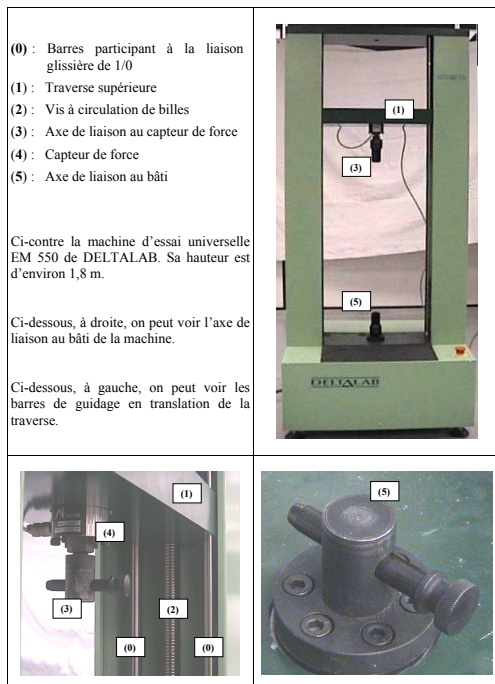 (0) : Barres participant à la liaison
glissière de 1/0
(1) : Traverse supérieure
(2) : Vis à circulation de billes
(3) : Axe de liaison au capteur de force
(4) : Capteur de force
(5) : Axe de liaison au bâti
Ci-contre la machine d'essai universelle
EM 550 de DELTALAB. Sa hauteur est
d'environ 1,8 m.
Ci-dessous, à droite, on peut voir l'axe de
liaison au bâti de la machine.
Ci-dessous, à gauche, on peut voir les
barres de guidage en translation de la
traverse.
(1)
(3)
(5)
DELTALAB
(1)
(4)
(3)
(2)
(0)
(0)
(5)